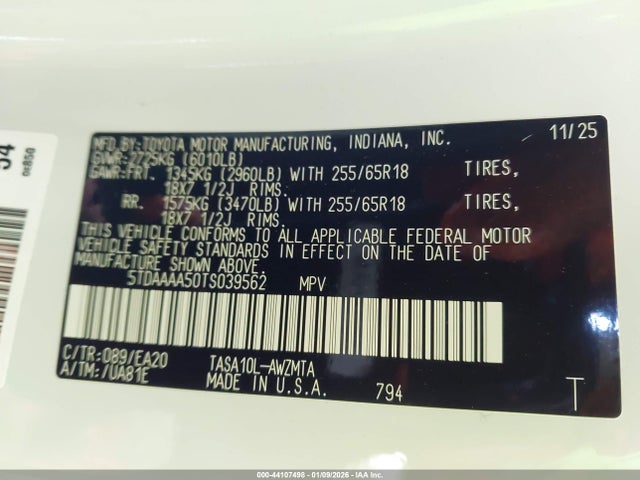 54
0E850
MFD.BY:TOYOTA MOTOR MANUFACTURING, INDIANA, INC. 11/25
GVWR:2725KG (6010LB)
GAWR:FRT. 1345KG (2960LB) WITH 255/65R18 TIRES,
18X7 1/2J RIMS.
RR. 1575KG (3470LB) WITH 255/65R18 TIRES,
18X7 1/2J RIMS.
THIS VEHICLE CONFORMS TO ALL APPLICABLE FEDERAL MOTOR
VEHICLE SAFETY STANDARDS IN EFFECT ON THE DATE OF
MANUFACTURE SHOWN ABOVE.
5TDAAAA50TS039562 MPV
C/TR:089/EA20 TASA10L-AWZMTA
A/TM:/UA81E MADE IN U.S.A. 794 T
000-44107498 - 01/09/2026 - IAA Inc.